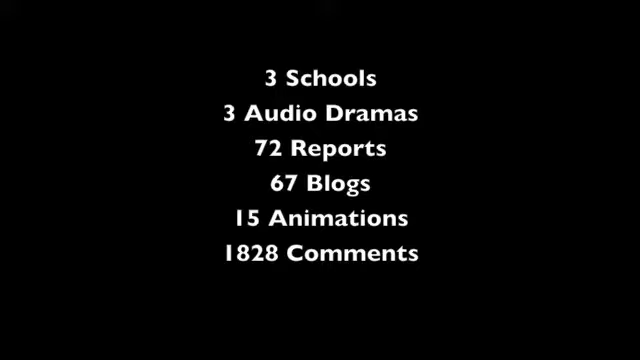 3 Schools
3 Audio Dramas
72 Reports
67 Blogs
15 Animations
1828 Comments